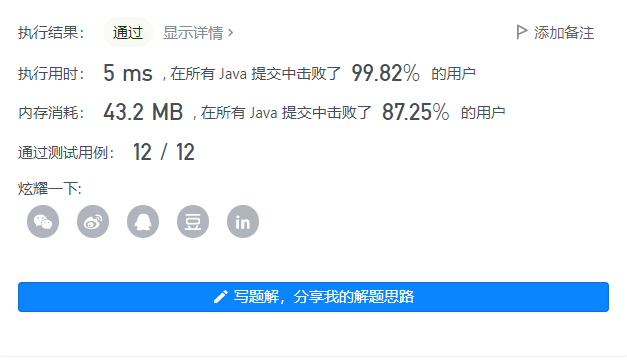 执行结果： 通过 显示详情 › 添加备注
执行用时： 5 ms , 在所有 Java 提交中击败了 99.82% 的用户
内存消耗： 43.2 MB , 在所有 Java 提交中击败了 87.25% 的用户
通过测试用例： 12 / 12
炫耀一下:
豆 in
写题解，分享我的解题思路